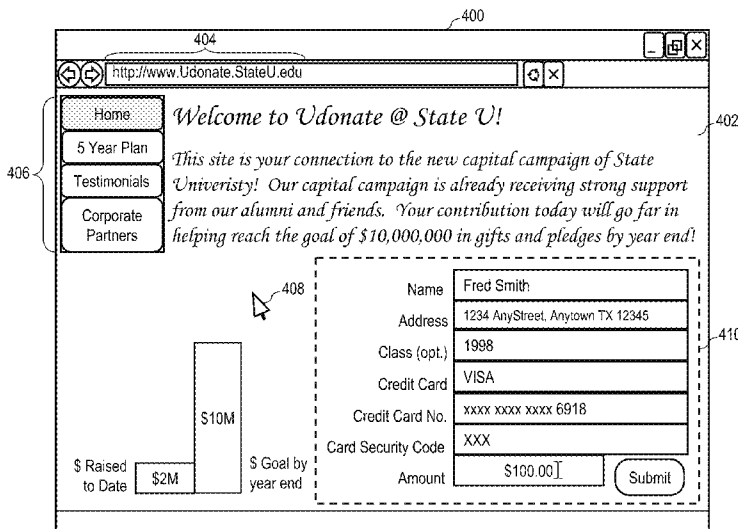 400
404
http://www.Udonate.StateU.edu
402
406
Home
5 Year Plan
Testimonials
Corporate
Partners
Welcome to Udonate @ State U!
This site is your connection to the new capital campaign of State
Univeristy! Our capital campaign is already receiving strong support
from our alumni and friends. Your contribution today will go far in
helping reach the goal of $10,000,000 in gifts and pledges by year end!
408
410
Name Fred Smith
Address 1234 AnyStreet, Anytown TX 12345
Class (opt.) 1998
Credit Card VISA
Credit Card No. xxxx xxxx xxxx 6918
Card Security Code XXX
Amount $100.00 Submit
$10M
$ Raised
to Date
$2M
$ Goal by
year end